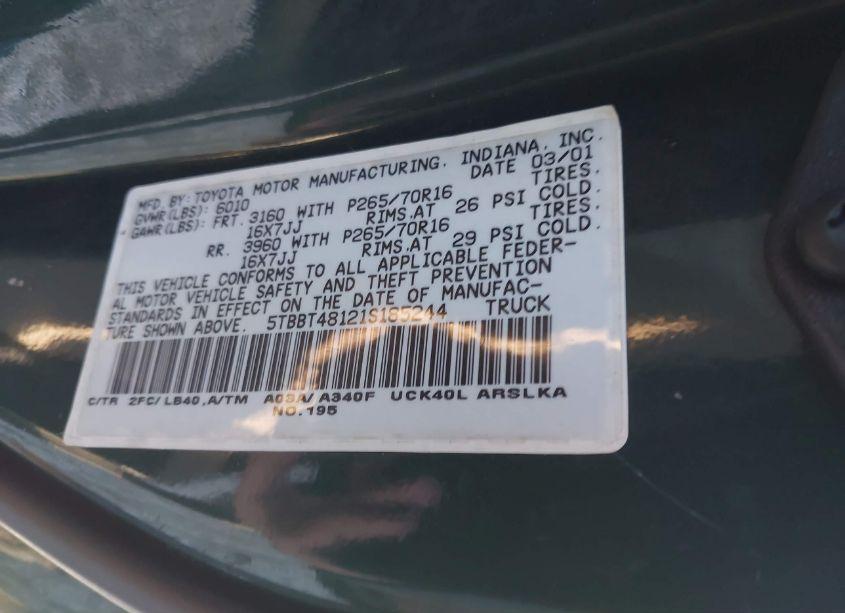 MFD. BY: TOYOTA MOTOR MANUFACTURING, INDIANA, INC.
GVWR(LBS): 6010 DATE 03/01
GAWR(LBS): FRT. 3160 WITH P265/70R16 TIRES.
16X7JJ RIMS.AT 26 PSI COLD.
RR. 3960 WITH P265/70R16 TIRES.
16X7JJ RIMS.AT 29 PSI COLD.
THIS VEHICLE CONFORMS TO ALL APPLICABLE FEDER-
AL MOTOR VEHICLE SAFETY AND THEFT PREVENTION
STANDARDS IN EFFECT ON THE DATE OF MANUFAC-
TURE SHOWN ABOVE. 5TBBT48121S185244 TRUCK
C/TR 2FC/LB40,A/TM A03A/A340F UCK40L ARSLKA
NO.195